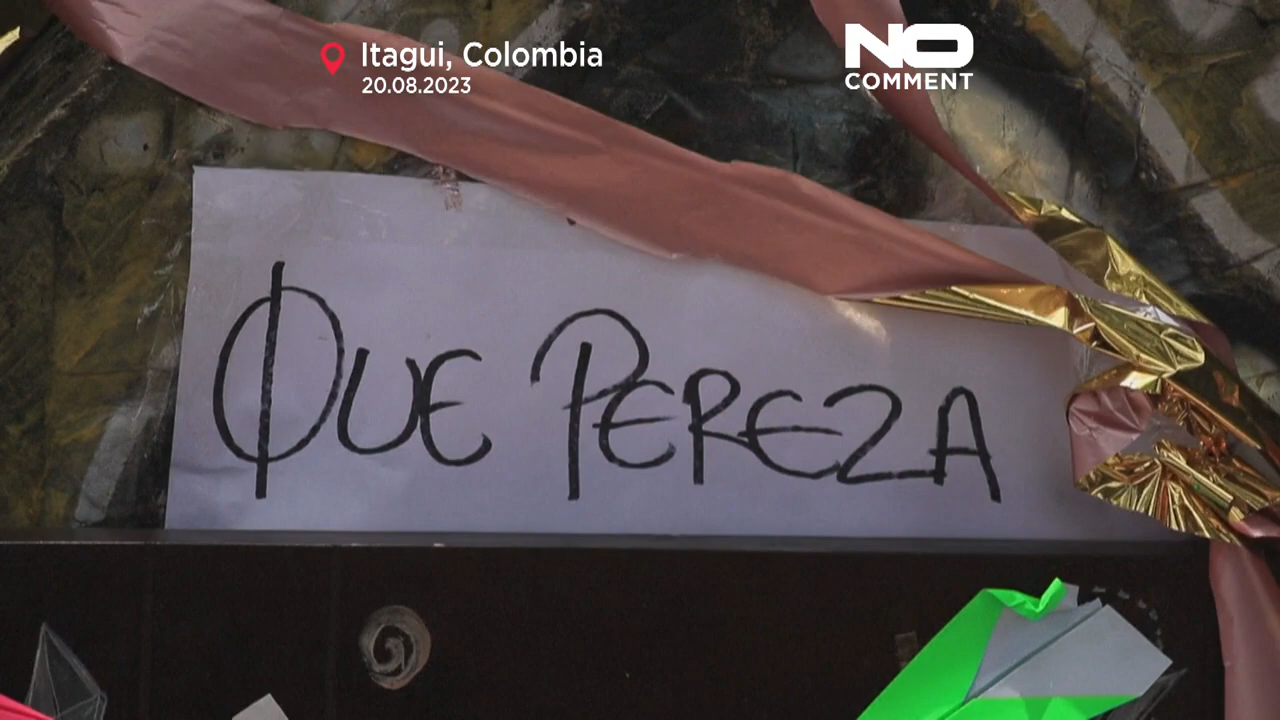 Itagui, Colombia
20.08.2023
NO
COMMENT
QUE PEREZA